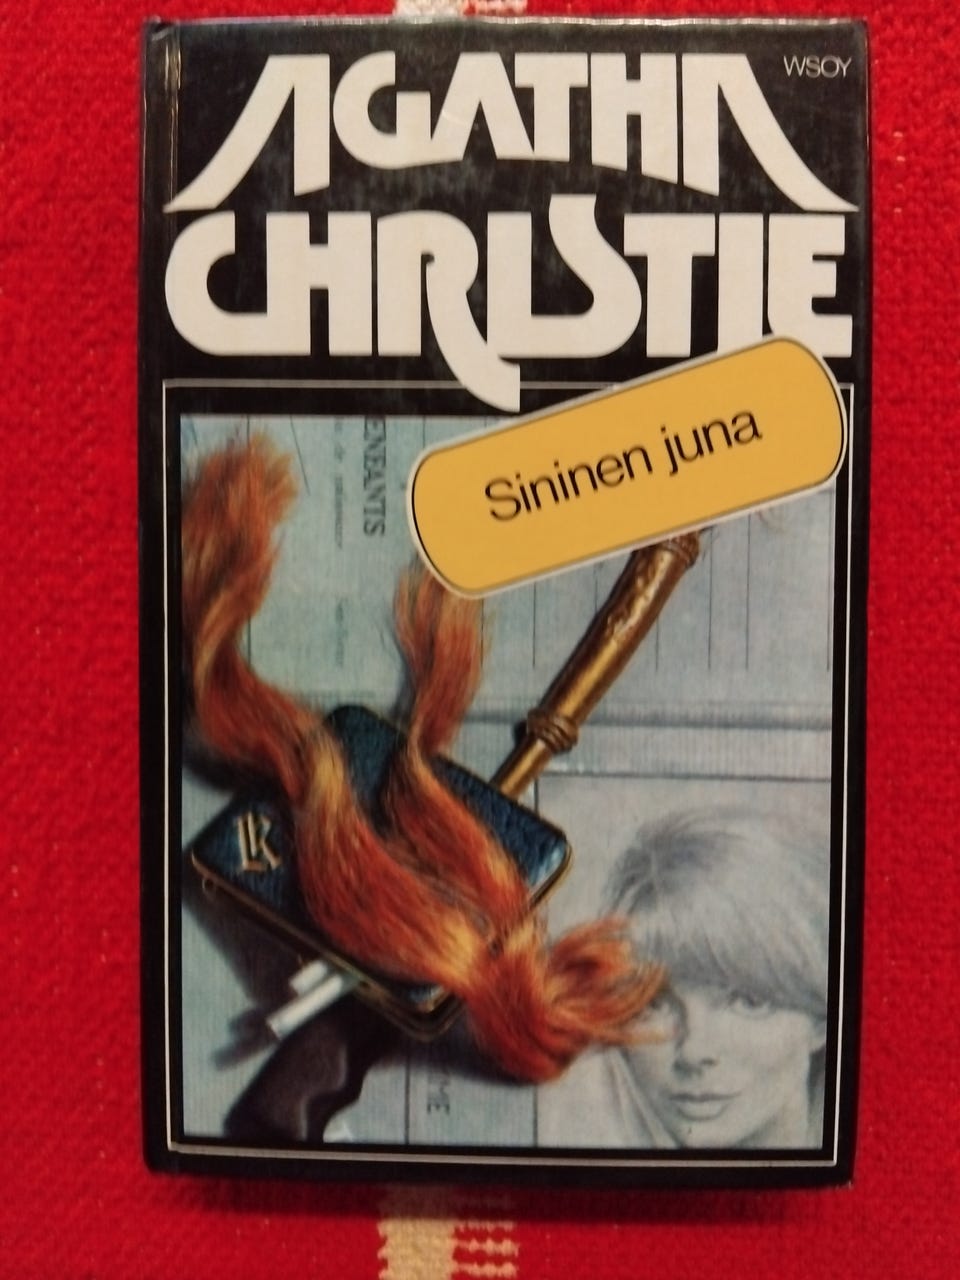 AGATHA
WSOY
CHRISTIE
Sininen juna
K